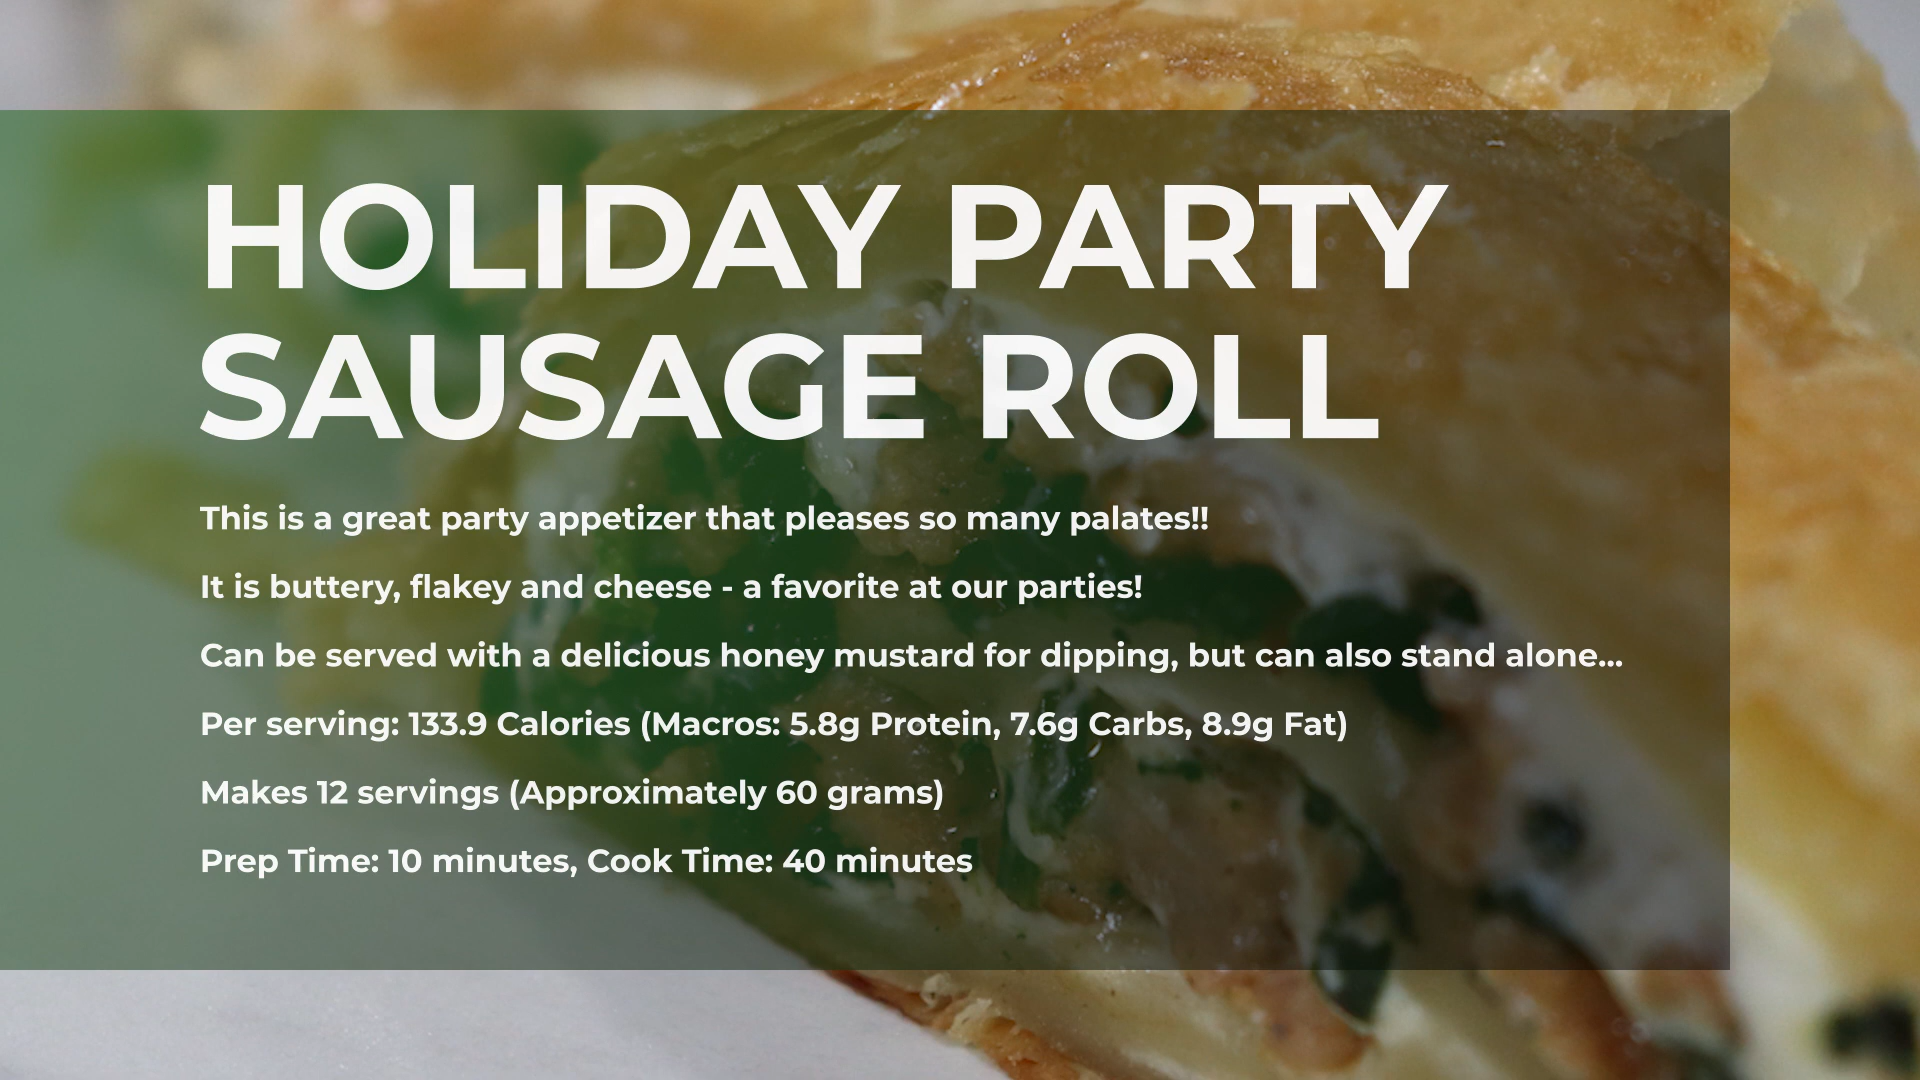 HOLIDAY PARTY
SAUSAGE ROLL
This is a great party appetizer that pleases so many palates!!
It is buttery, flakey and cheese - a favorite at our parties!
Can be served with a delicious honey mustard for dipping, but can also stand alone...
Per serving: 133.9 Calories (Macros: 5.8g Protein, 7.6g Carbs, 8.9g Fat)
Makes 12 servings (Approximately 60 grams)
Prep Time: 10 minutes, Cook Time: 40 minutes